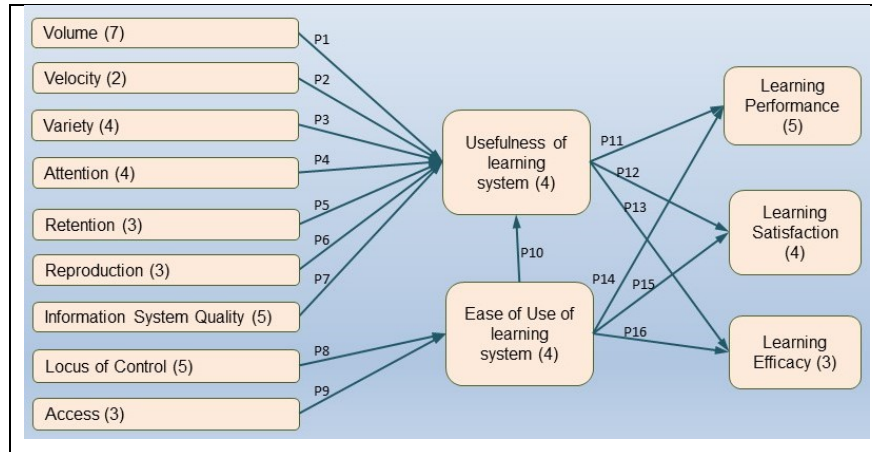 Volume (7)
Velocity (2)
Variety (4)
Attention (4)
Retention (3)
Reproduction (3)
Information System Quality (5)
Locus of Control (5)
Access (3)
P1
P2
P3
P4
P5
P6
P7
P8
P9
Usefulness of
learning
system (4)
P10
Ease of Use of
learning
system (4)
P11
P12
P13
P14
P15
P16
Learning
Performance
(5)
Learning
Satisfaction
(4)
Learning
Efficacy (3)